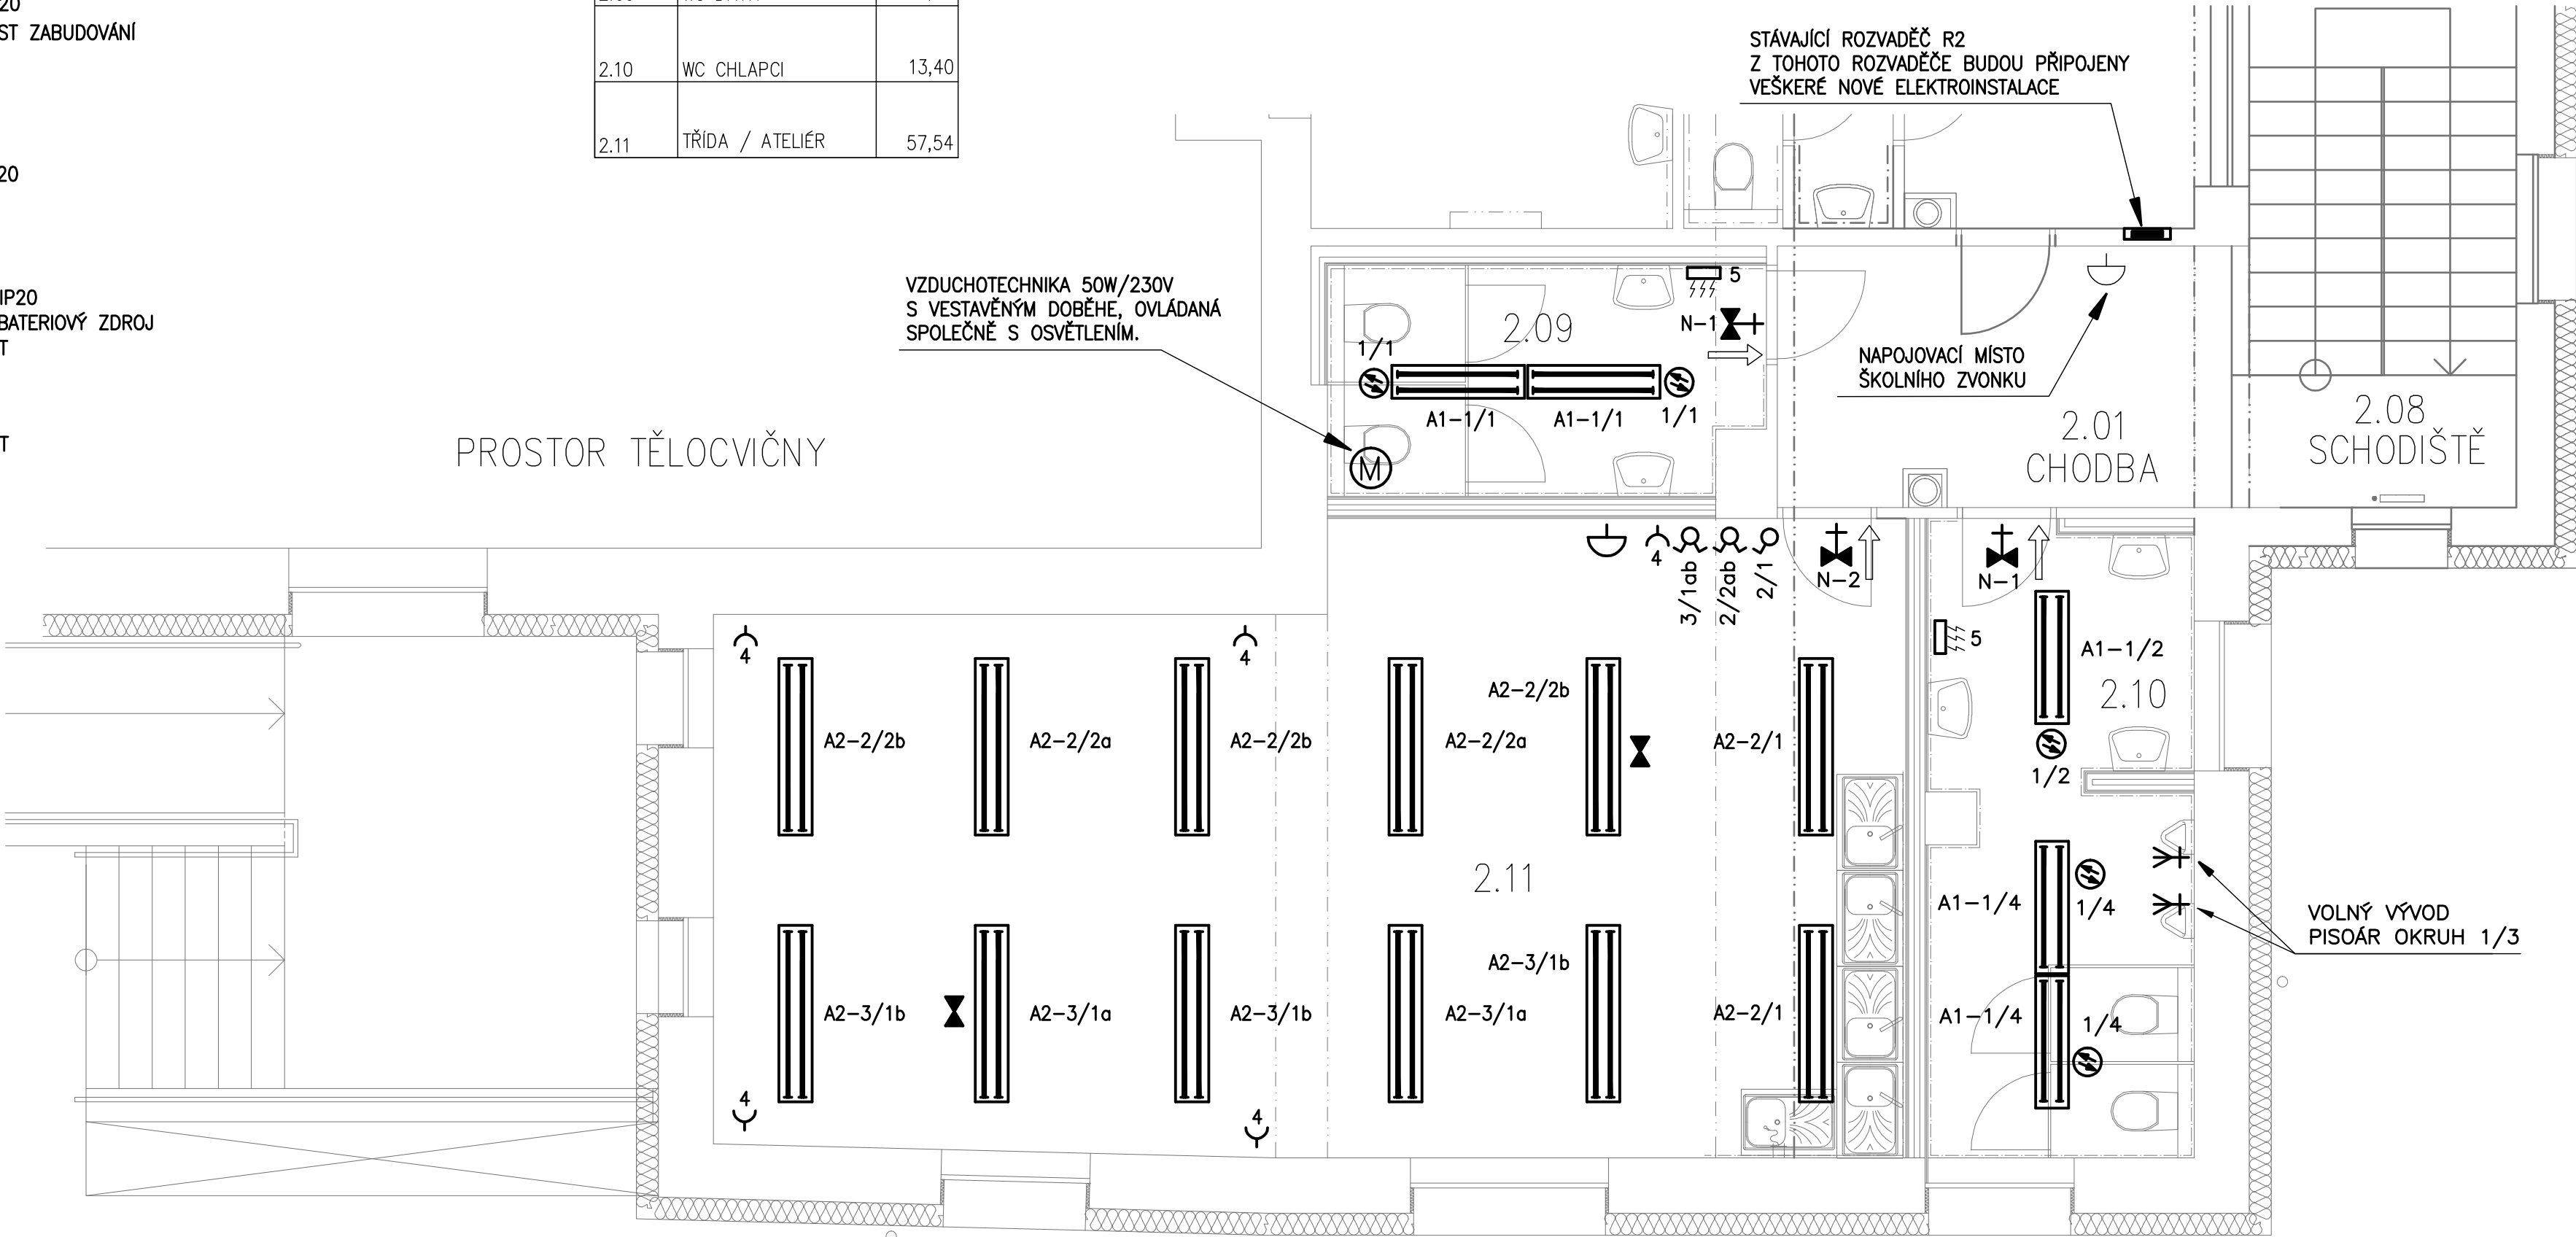 20
ST ZABUDOVÁNÍ
20
IP20
BATERIOVÝ ZDROJ
T
T
2.10 WC CHLAPCI 13,40
2.11 TŘÍDA / ATELIÉR 57,54
STÁVAJÍCÍ ROZVADĚČ R2
Z TOHOTO ROZVADĚČE BUDOU PŘIPOJENY
VEŠKERÉ NOVÉ ELEKTROINSTALACE
VZDUCHOTECHNIKA 50W/230V
S VESTAVĚNÝM DOBĚHE, OVLÁDANÁ
SPOLEČNĚ S OSVĚTLENÍM.
5
2.09
N-1
1/1
A1-1/1
A1-1/1
1/1
M
NAPOJOVACÍ MÍSTO
ŠKOLNÍHO ZVONKU
2.01
CHODBA
2.08
SCHODIŠTĚ
PROSTOR TĚLOCVIČNY
4
3/1ab
2/2ab
2/1
N-2
N-1
5
4
4
A2-2/2b
A2-2/2a
A2-2/2b
A2-2/2a
A2-2/2b
A2-2/1
A1-1/2
2.10
1/2
2.11
A1-1/4
1/4
VOLNÝ VÝVOD
PISOÁR OKRUH 1/3
A2-3/1b
A2-3/1a
A2-3/1b
A2-3/1a
A2-3/1b
A2-2/1
A1-1/4
1/4
4
4